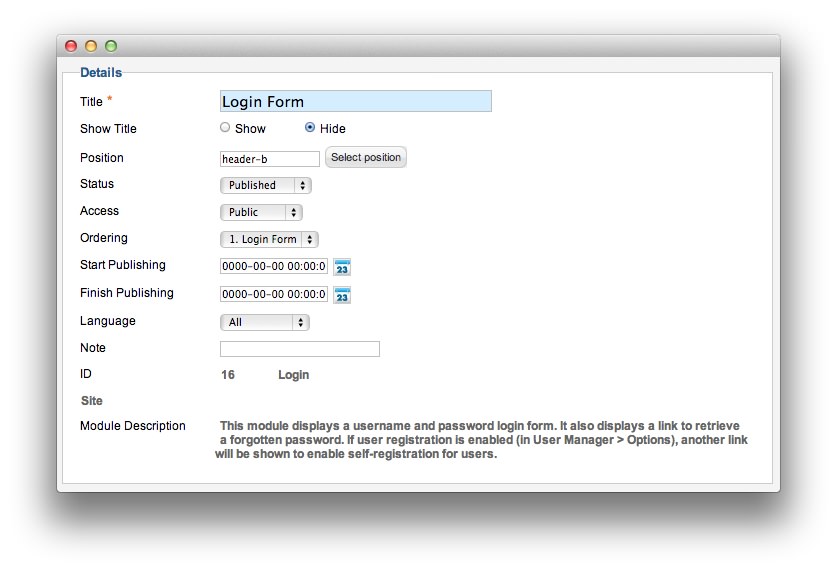 Details
Title *
Login Form
Show Title
Show
Hide
Position
header-b
Select position
Status
Published
Access
Public
Ordering
1. Login Form
Start Publishing
0000-00-00 00:00:0
23
Finish Publishing
0000-00-00 00:00:0
23
Language
All
Note
ID
16
Login
Site
Module Description
This module displays a username and password login form. It also displays a link to retrieve
a forgotten password. If user registration is enabled (in User Manager > Options), another link
will be shown to enable self-registration for users.